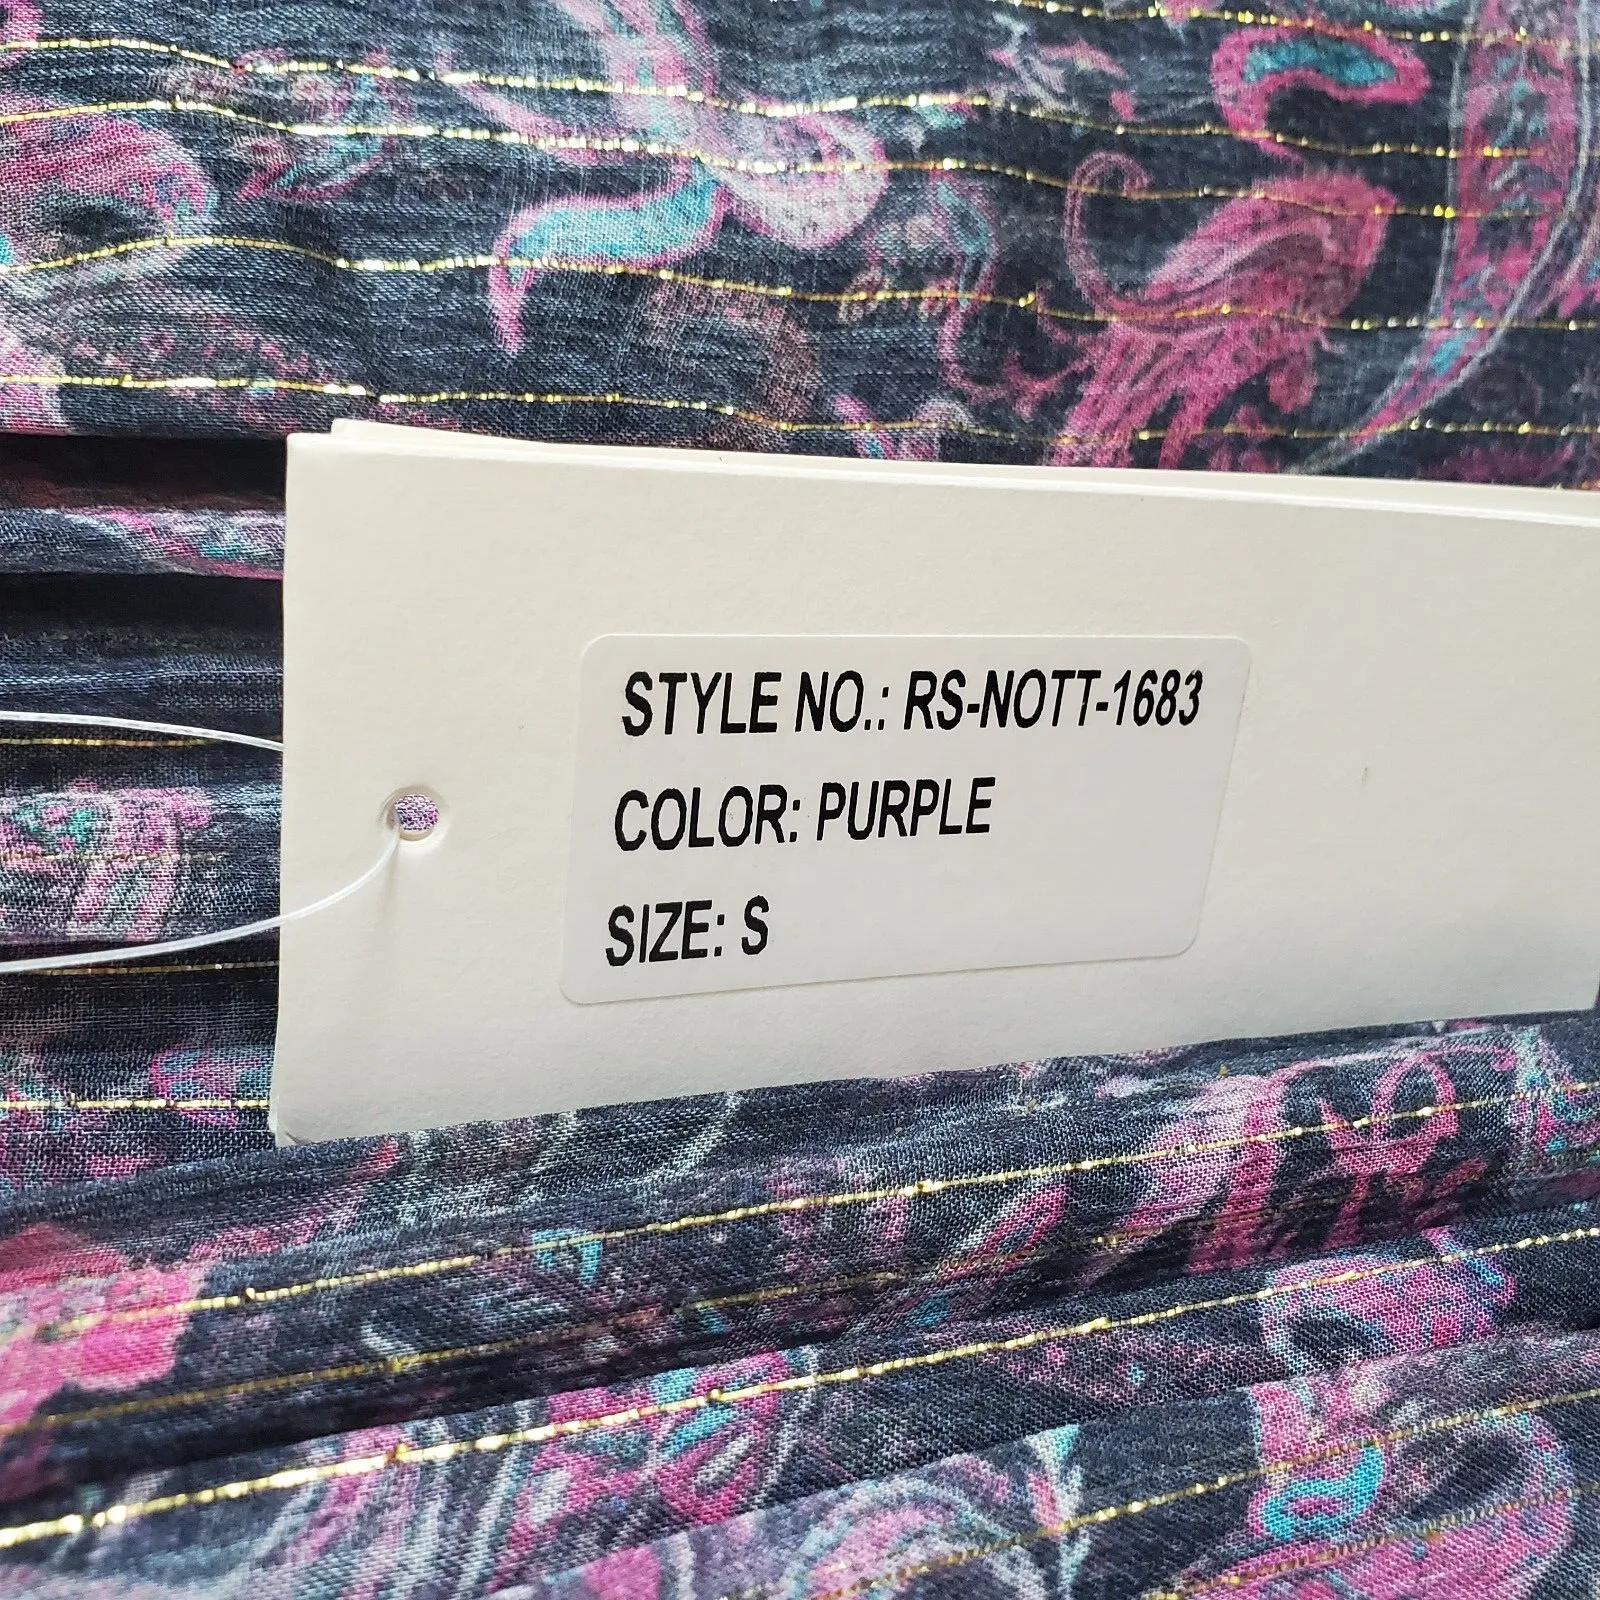 STYLE NO.: RS-NOTT-1683
COLOR: PURPLE
SIZE: S